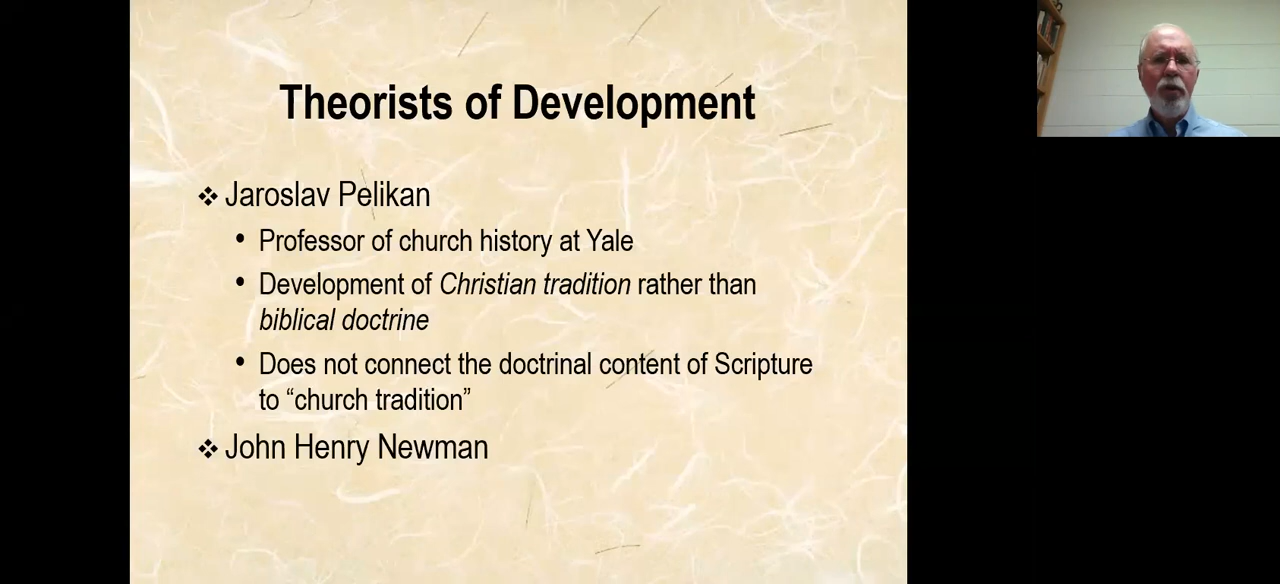 Theorists of Development
❖ Jaroslav Pelikan
• Professor of church history at Yale
• Development of Christian tradition rather than
biblical doctrine
• Does not connect the doctrinal content of Scripture
to “church tradition”
❖ John Henry Newman